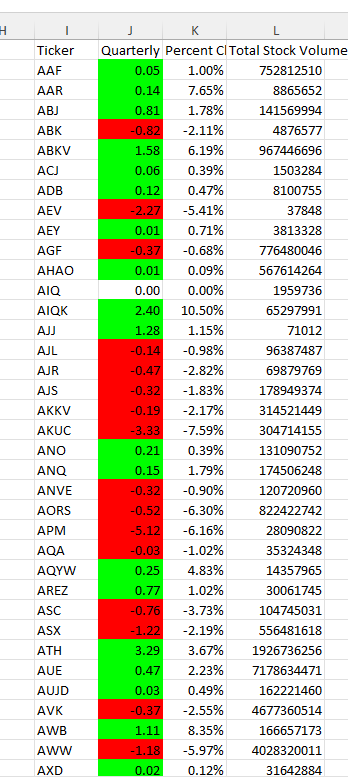 H I J K L
Ticker Quarterly Percent Cl Total Stock Volume
AAF 0.05 1.00% 752812510
AAR 0.14 7.65% 8865652
ABJ 0.81 1.78% 141569994
ABK -0.82 -2.11% 4876577
ABKV 1.58 6.19% 967446696
ACJ 0.06 0.39% 1503284
ADB 0.12 0.47% 8100755
AEV -2.27 -5.41% 37848
AEY 0.01 0.71% 3813328
AGF -0.37 -0.68% 776480046
AHAO 0.01 0.09% 567614264
AIQ 0.00 0.00% 1959736
AIQK 2.40 10.50% 65297991
AJJ 1.28 1.15% 71012
AJL -0.14 -0.98% 96387487
AJR -0.47 -2.82% 69879769
AJS -0.32 -1.83% 178949374
AKKV -0.19 -2.17% 314521449
AKUC -3.33 -7.59% 304714155
ANO 0.21 0.39% 131090752
ANQ 0.15 1.79% 174506248
ANVE -0.32 -0.90% 120720960
AORS -0.52 -6.30% 822422742
APM -5.12 -6.16% 28090822
AQA -0.03 -1.02% 35324348
AQYW 0.25 4.83% 14357965
AREZ 0.77 1.02% 30061745
ASC -0.76 -3.73% 104745031
ASX -1.22 -2.19% 556481618
ATH 3.29 3.67% 1926736256
AUE 0.47 2.23% 7178634471
AUJD 0.03 0.49% 162221460
AVK -0.37 -2.55% 4677360514
AWB 1.11 8.35% 166657173
AWW -1.18 -5.97% 4028320011
AXD 0.02 0.12% 31642884